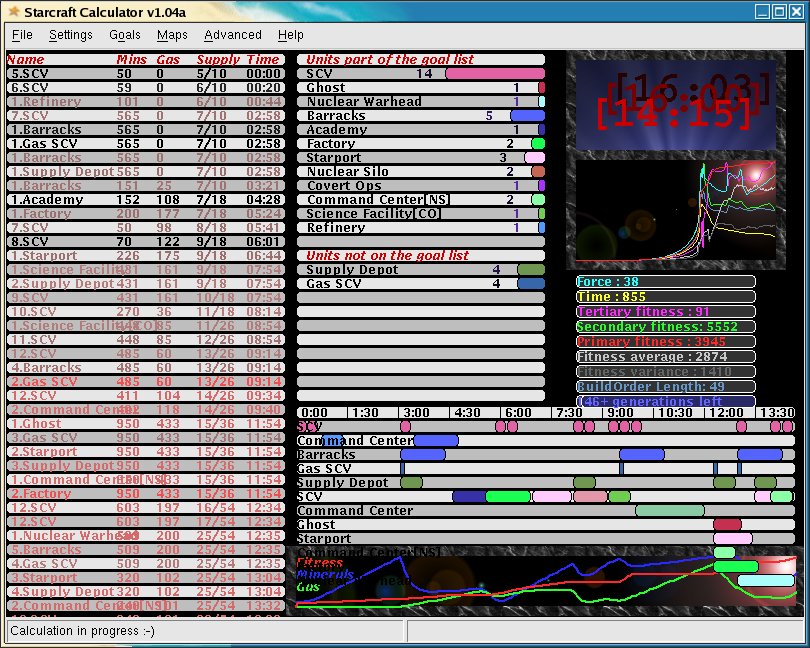 Starcraft Calculator v1.04a
File Settings Goals Maps Advanced Help
Name Mins Gas Supply Time
5.SCV 50 0 5/10 00:00
6.SCV 59 0 6/10 00:20
1.Refinery 101 0 6/10 00:44
7.SCV 565 0 7/10 02:58
1.Barracks 565 0 7/10 02:58
1.Gas SCV 565 0 7/10 02:58
1.Barracks 565 0 7/10 02:58
1.Supply Depot 565 0 7/10 02:58
1.Barracks 151 25 7/10 03:21
1.Academy 152 108 7/18 04:28
1.Factory 200 177 7/18 05:24
7.SCV 50 98 8/18 05:41
8.SCV 70 122 9/18 06:01
1.Starport 226 175 9/18 06:44
1.Science Facility 431 161 9/18 07:54
2.Supply Depot 431 161 9/18 07:54
9.SCV 431 161 10/18 07:54
10.SCV 270 36 11/18 08:14
1.Science Facility[CO] 448 85 11/26 08:54
11.SCV 448 85 12/26 08:54
12.SCV 485 60 13/26 09:14
4.Barracks 485 60 13/26 09:14
2.Gas SCV 485 60 13/26 09:14
12.SCV 411 104 14/26 09:34
2.Command Center 118 14/26 09:40
1.Ghost 950 433 15/36 11:54
3.Gas SCV 950 433 15/36 11:54
2.Starport 950 433 15/36 11:54
3.Supply Depot 950 433 15/36 11:54
1.Command Center[NS] 433 15/36 11:54
2.Factory 950 433 15/36 11:54
12.SCV 603 197 16/54 12:34
12.SCV 603 197 17/54 12:34
1.Nuclear Warhead 509 200 25/54 12:35
5.Barracks 509 200 25/54 12:35
4.Gas SCV 509 200 25/54 12:35
3.Starport 320 102 25/54 13:04
4.Supply Depot 320 102 25/54 13:04
2.Command Center[NS] 25/54 13:32
Units part of the goal list
SCV 14
Ghost 1
Nuclear Warhead 1
Barracks 5
Academy 1
Factory 2
Starport 3
Nuclear Silo 2
Covert Ops 1
Command Center[NS] 2
Science Facility[CO] 1
Refinery 1
Units not on the goal list
Supply Depot 4
Gas SCV 4
[16:03]
[14:15]
Force : 38
Time : 855
Tertiary fitness : 91
Secondary fitness: 5552
Primary fitness : 3945
Fitness average : 2874
Fitness variance : 1410
BuildOrder Length: 49
(46+ generations left
0:00 1:30 3:00 4:30 6:00 7:30 9:00 10:30 12:00 13:30
SCV
Command Center
Barracks
Gas SCV
Supply Depot
SCV
Command Center
Ghost
Starport
Command Center[NS]
Fitness
Minerals
Gas
Calculation in progress :-)